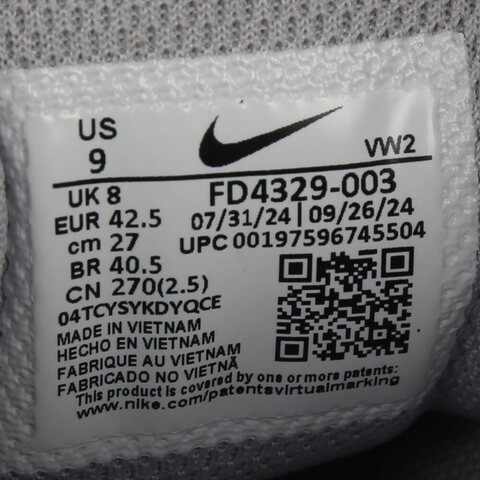 US
9
VW2
UK 8
FD4329-003
EUR 42.5
07/31/24 | 09/26/24
cm 27
UPC 00197596745504
BR 40.5
CN 270(2.5)
04TCYSYKDYQCE
MADE IN VIETNAM
HECHO EN VIETNAM
FABRIQUE AU VIETNAM
FABRICADO NO VIETNÃ
This product is covered by one or more patents:
www.nike.com/patentsvirtualmarking